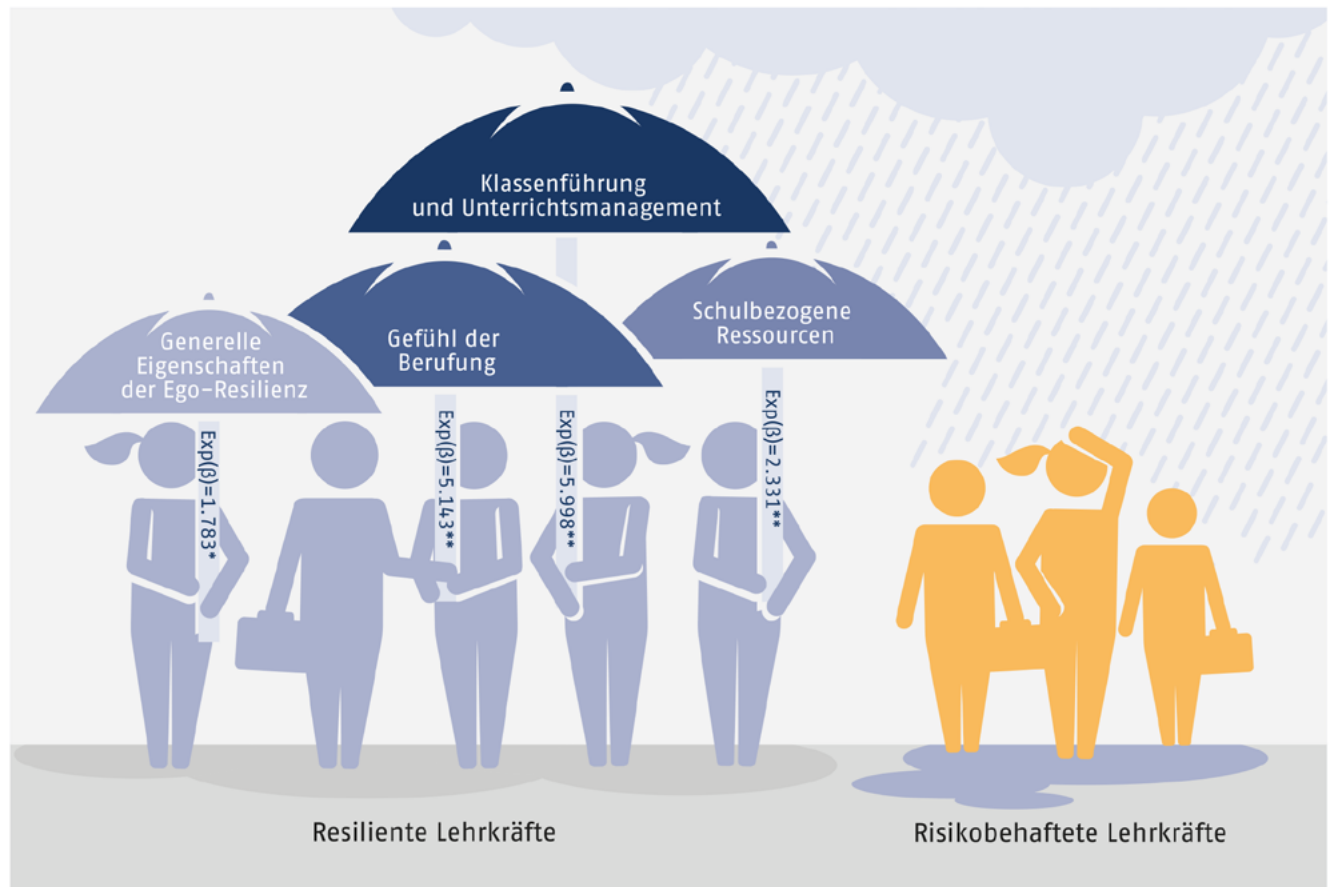 Klassenführung
und Unterrichtsmanagement
Generelle
Eigenschaften
der Ego-Resilienz
Gefühl der
Berufung
Schulbezogene
Ressourcen
Exp(β)=1.783*
Exp(β)=5.143**
Exp(β)=5.998**
Exp(β)=2.331**
Resiliente Lehrkräfte
Risikobehaftete Lehrkräfte